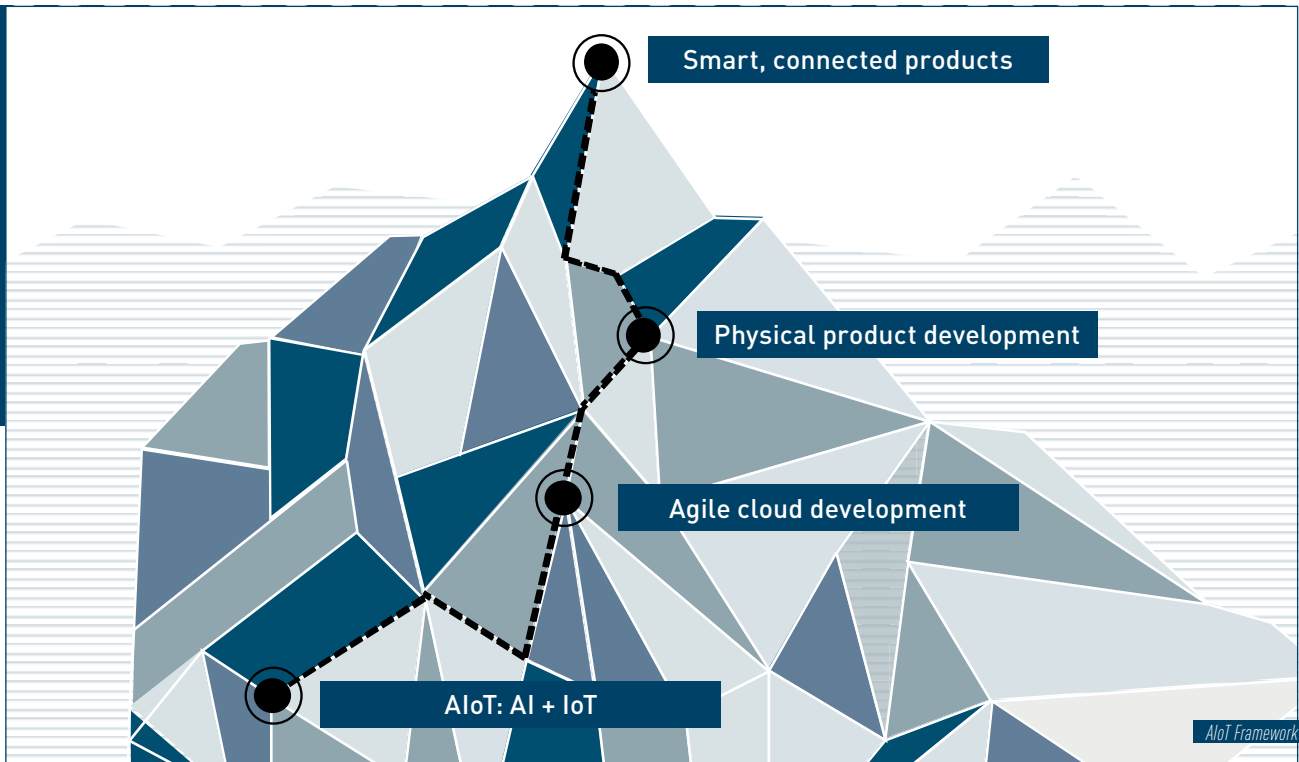 Smart, connected products
Physical product development
Agile cloud development
AIoT: AI + IoT
AIoT Framework